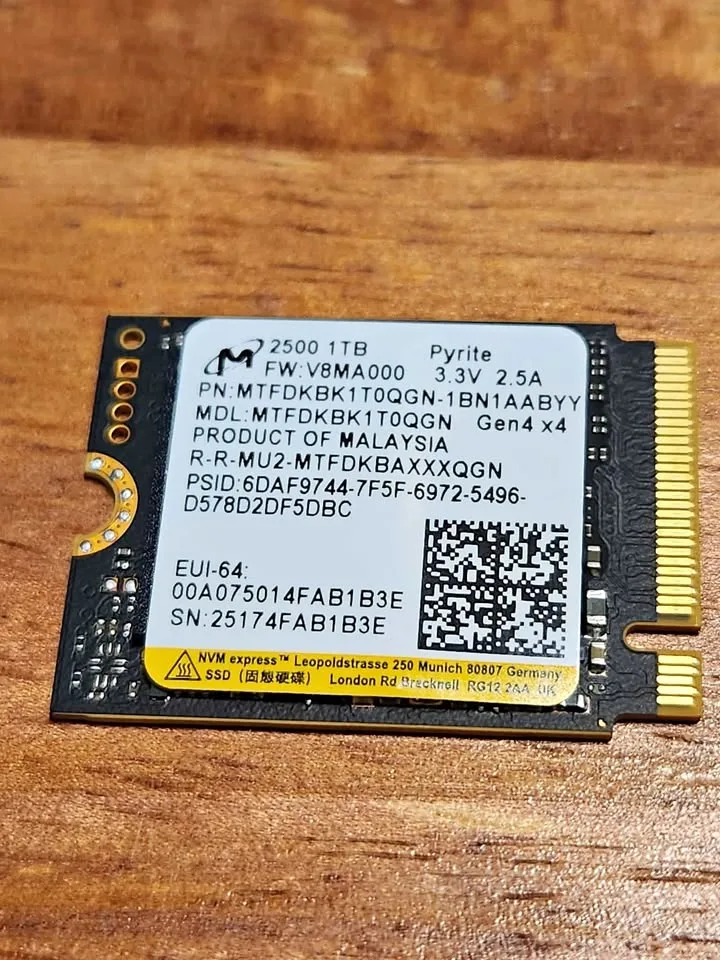 2500 1TB Pyrite
FW:V8MA000 3.3V 2.5A
PN:MTFDKBK1T0QGN-1BN1AABYY
MDL:MTFDKBK1T0QGN Gen4 x4
PRODUCT OF MALAYSIA
R-R-MU2-MTFDKBAXXXQGN
PSID:6DAF9744-7F5F-6972-5496-
D578D2DF5DBC
EUI-64:
00A075014FAB1B3E
SN:25174FAB1B3E
NVM express™ Leopoldstrasse 250 Munich 80807 Germany
SSD (固態硬碟) London Rd Bracknell RG12 2AA UK